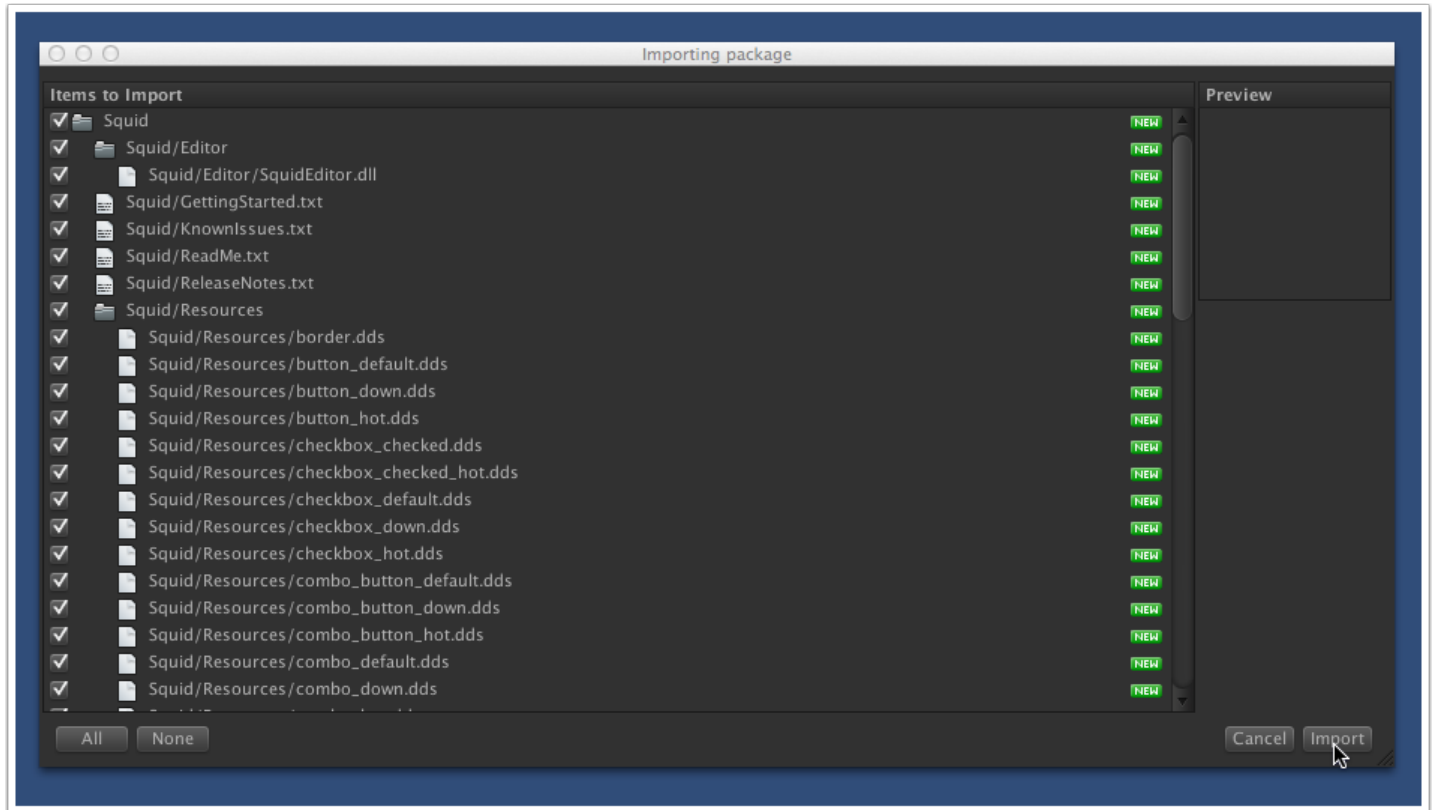 Importing package
Items to Import
Preview
Squid NEW
Squid/Editor NEW
Squid/Editor/SquidEditor.dll NEW
Squid/GettingStarted.txt NEW
Squid/KnownIssues.txt NEW
Squid/ReadMe.txt NEW
Squid/ReleaseNotes.txt NEW
Squid/Resources NEW
Squid/Resources/border.dds NEW
Squid/Resources/button_default.dds NEW
Squid/Resources/button_down.dds NEW
Squid/Resources/button_hot.dds NEW
Squid/Resources/checkbox_checked.dds NEW
Squid/Resources/checkbox_checked_hot.dds NEW
Squid/Resources/checkbox_default.dds NEW
Squid/Resources/checkbox_down.dds NEW
Squid/Resources/checkbox_hot.dds NEW
Squid/Resources/combo_button_default.dds NEW
Squid/Resources/combo_button_down.dds NEW
Squid/Resources/combo_button_hot.dds NEW
Squid/Resources/combo_default.dds NEW
Squid/Resources/combo_down.dds NEW
All None Cancel Import